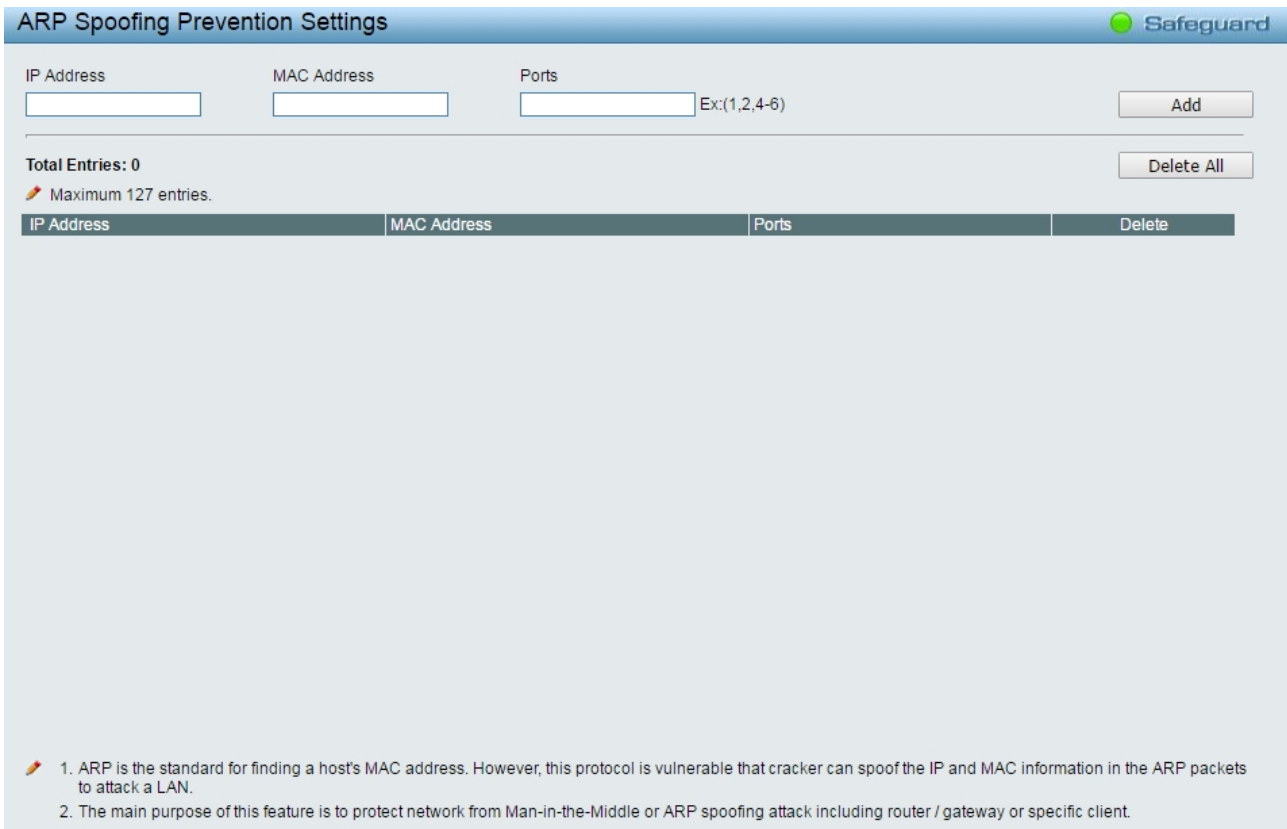 ARP Spoofing Prevention Settings
Safeguard
IP Address MAC Address Ports
Ex:(1,2,4-6) Add
Total Entries: 0
Delete All
Maximum 127 entries.
IP Address MAC Address Ports Delete
1. ARP is the standard for finding a host's MAC address. However, this protocol is vulnerable that cracker can spoof the IP and MAC information in the ARP packets
to attack a LAN.
2. The main purpose of this feature is to protect network from Man-in-the-Middle or ARP spoofing attack including router / gateway or specific client.